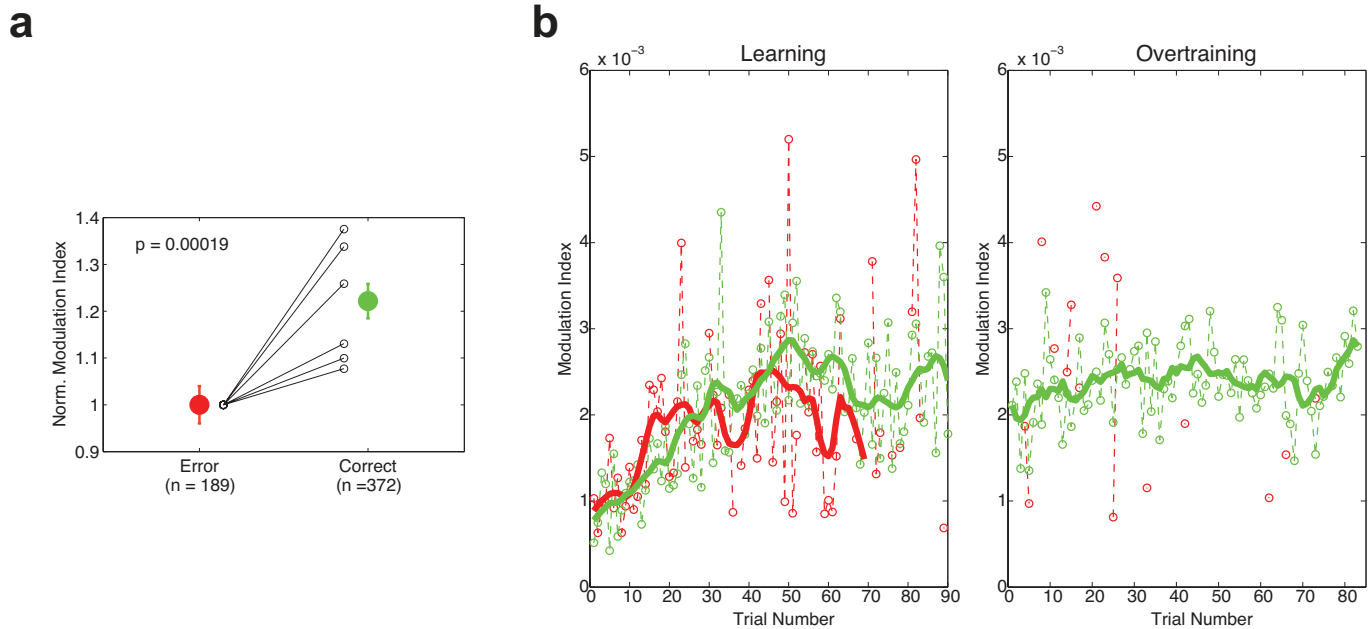 a
Norm. Modulation Index
1.4
1.3
1.2
1.1
1
0.9
p = 0.00019
Error
(n = 189)
Correct
(n =372)
b
Learning
x 10⁻³
Modulation Index
6
5
4
3
2
1
0
0 10 20 30 40 50 60 70 80 90
Trial Number
Overtraining
x 10⁻³
Modulation Index
6
5
4
3
2
1
0
0 10 20 30 40 50 60 70 80
Trial Number